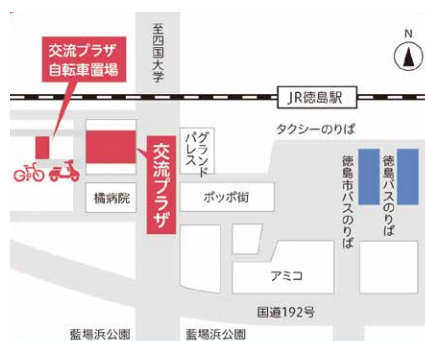 至四国大学
N
交流プラザ
自転車置場
JR徳島駅
タクシーのりば
グランド
パレス
交流プラザ
橘病院
ポッポ街
徳島市バスのりば
徳島バスのりば
アミコ
国道192号
藍場浜公園
藍場浜公園